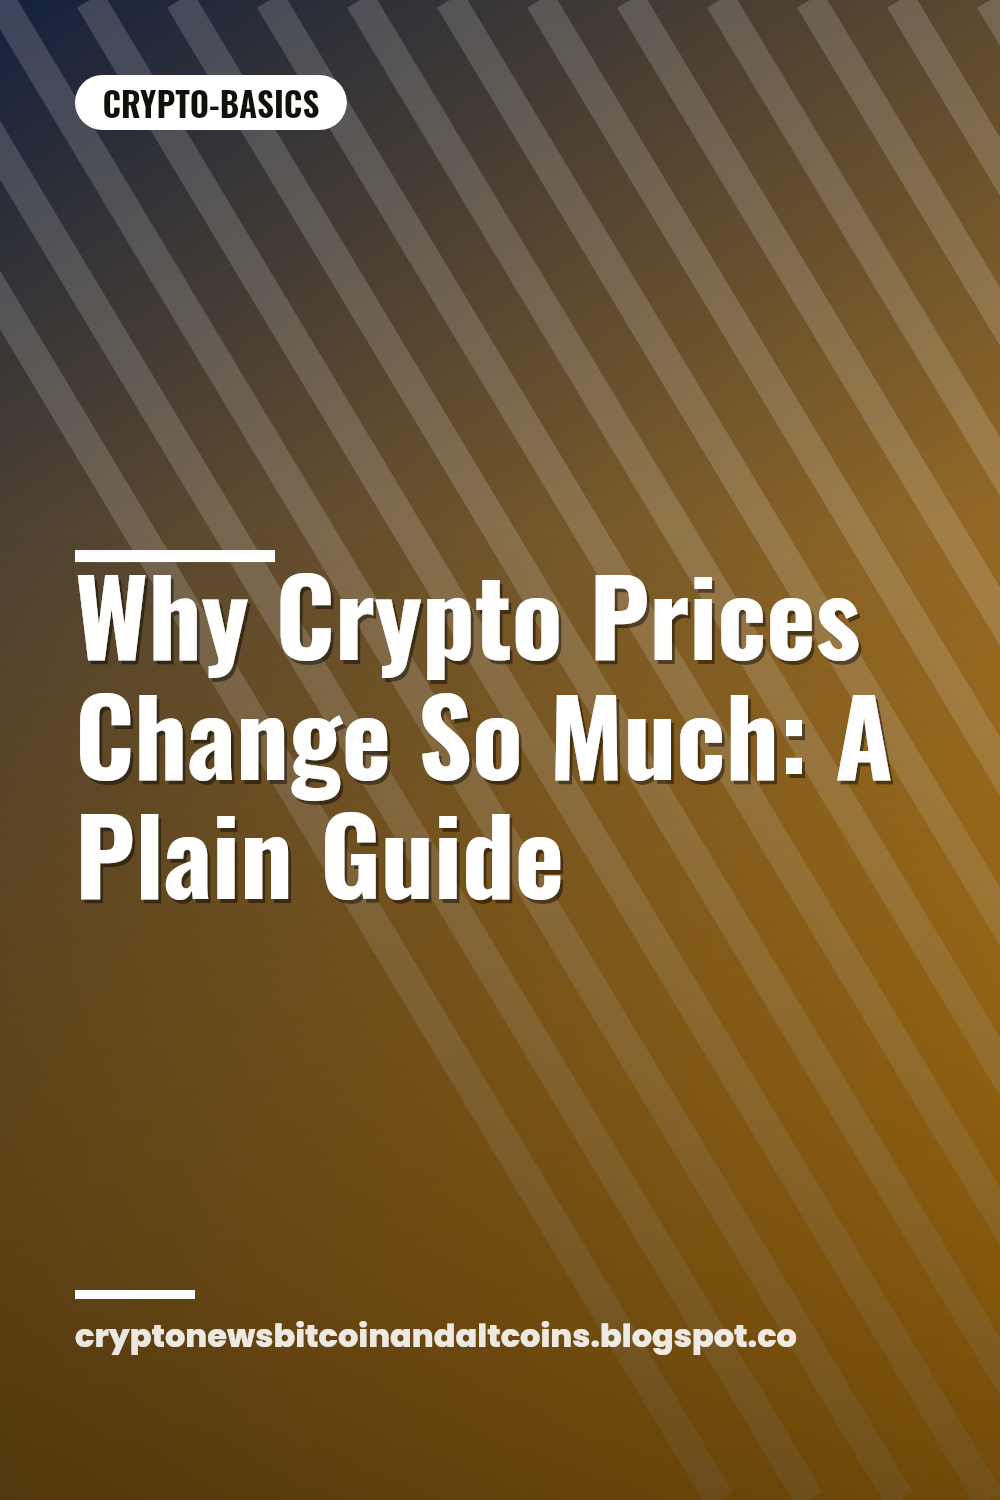 CRYPTO-BASICS
Why Crypto Prices
Change So Much: A
Plain Guide
cryptonewsbitcoinandaltcoins.blogspot.co